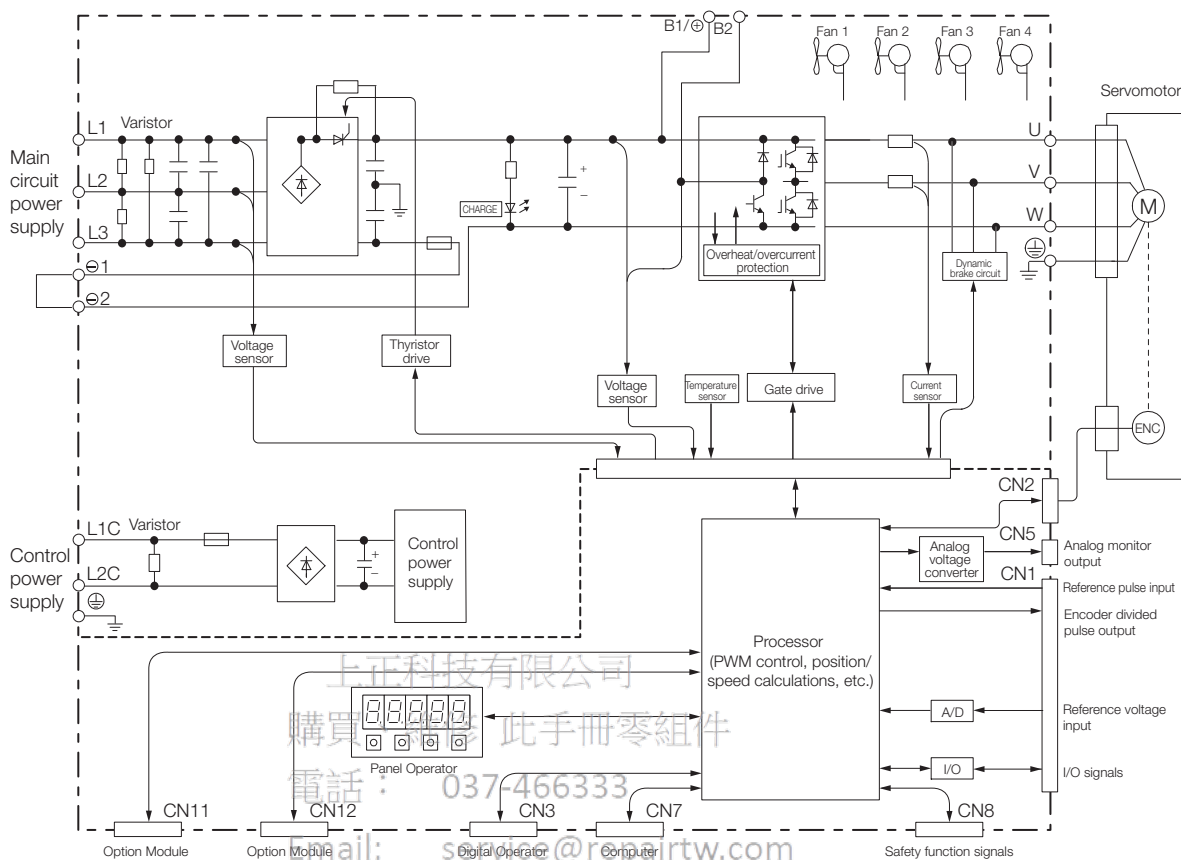 B1/⊕ B2
Fan 1 Fan 2 Fan 3 Fan 4
Servomotor
L1 Varistor
U
Main
circuit
power
supply
L2
V
CHARGE
+
−
W
M
L3
Overheat/overcurrent
protection
Dynamic
brake circuit
⊖1
⊖2
Voltage
sensor
Thyristor
drive
Voltage
sensor
Temperature
sensor
Gate drive
Current
sensor
ENC
CN2
L1C Varistor
Control
power
supply
L2C
+
−
Control
power
supply
Analog
voltage
converter
CN5
Analog monitor
output
CN1
Reference pulse input
Encoder divided
pulse output
Processor
(PWM control, position/
speed calculations, etc.)
上正科技有限公司
購買、維修 此手冊零組件
Panel Operator
A/D
Reference voltage
input
I/O
I/O signals
電話： 037-466333
CN11 CN12 CN3 CN7 CN8
Option Module Option Module Digital Operator Computer Safety function signals
Email: service@repairtw.com